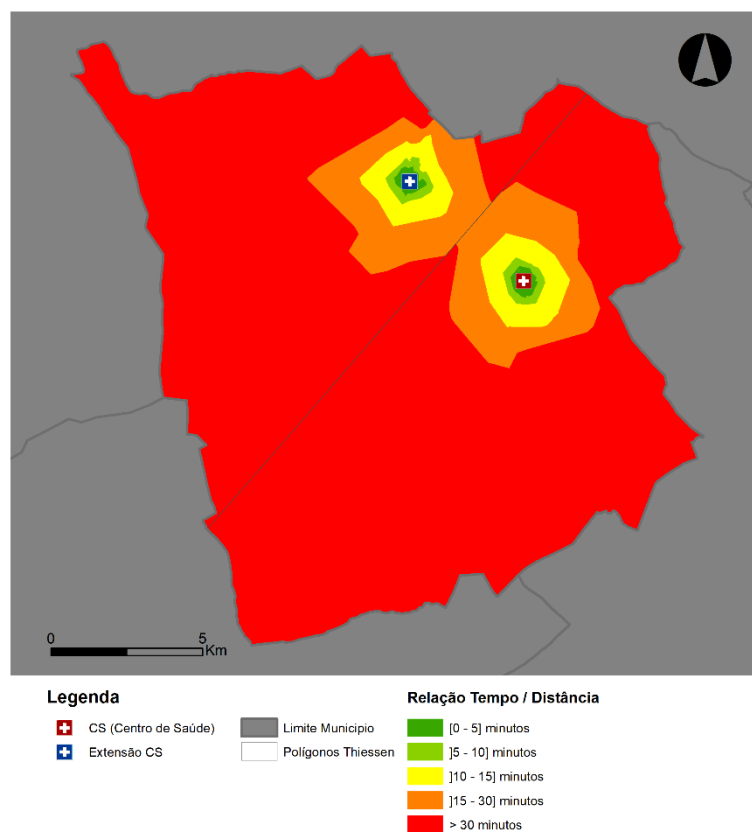 0 5
Km
Legenda
CS (Centro de Saúde)
Extensão CS
Limite Municipio
Polígonos Thiessen
Relação Tempo / Distância
[0 - 5] minutos
]5 - 10] minutos
]10 - 15] minutos
]15 - 30] minutos
> 30 minutos